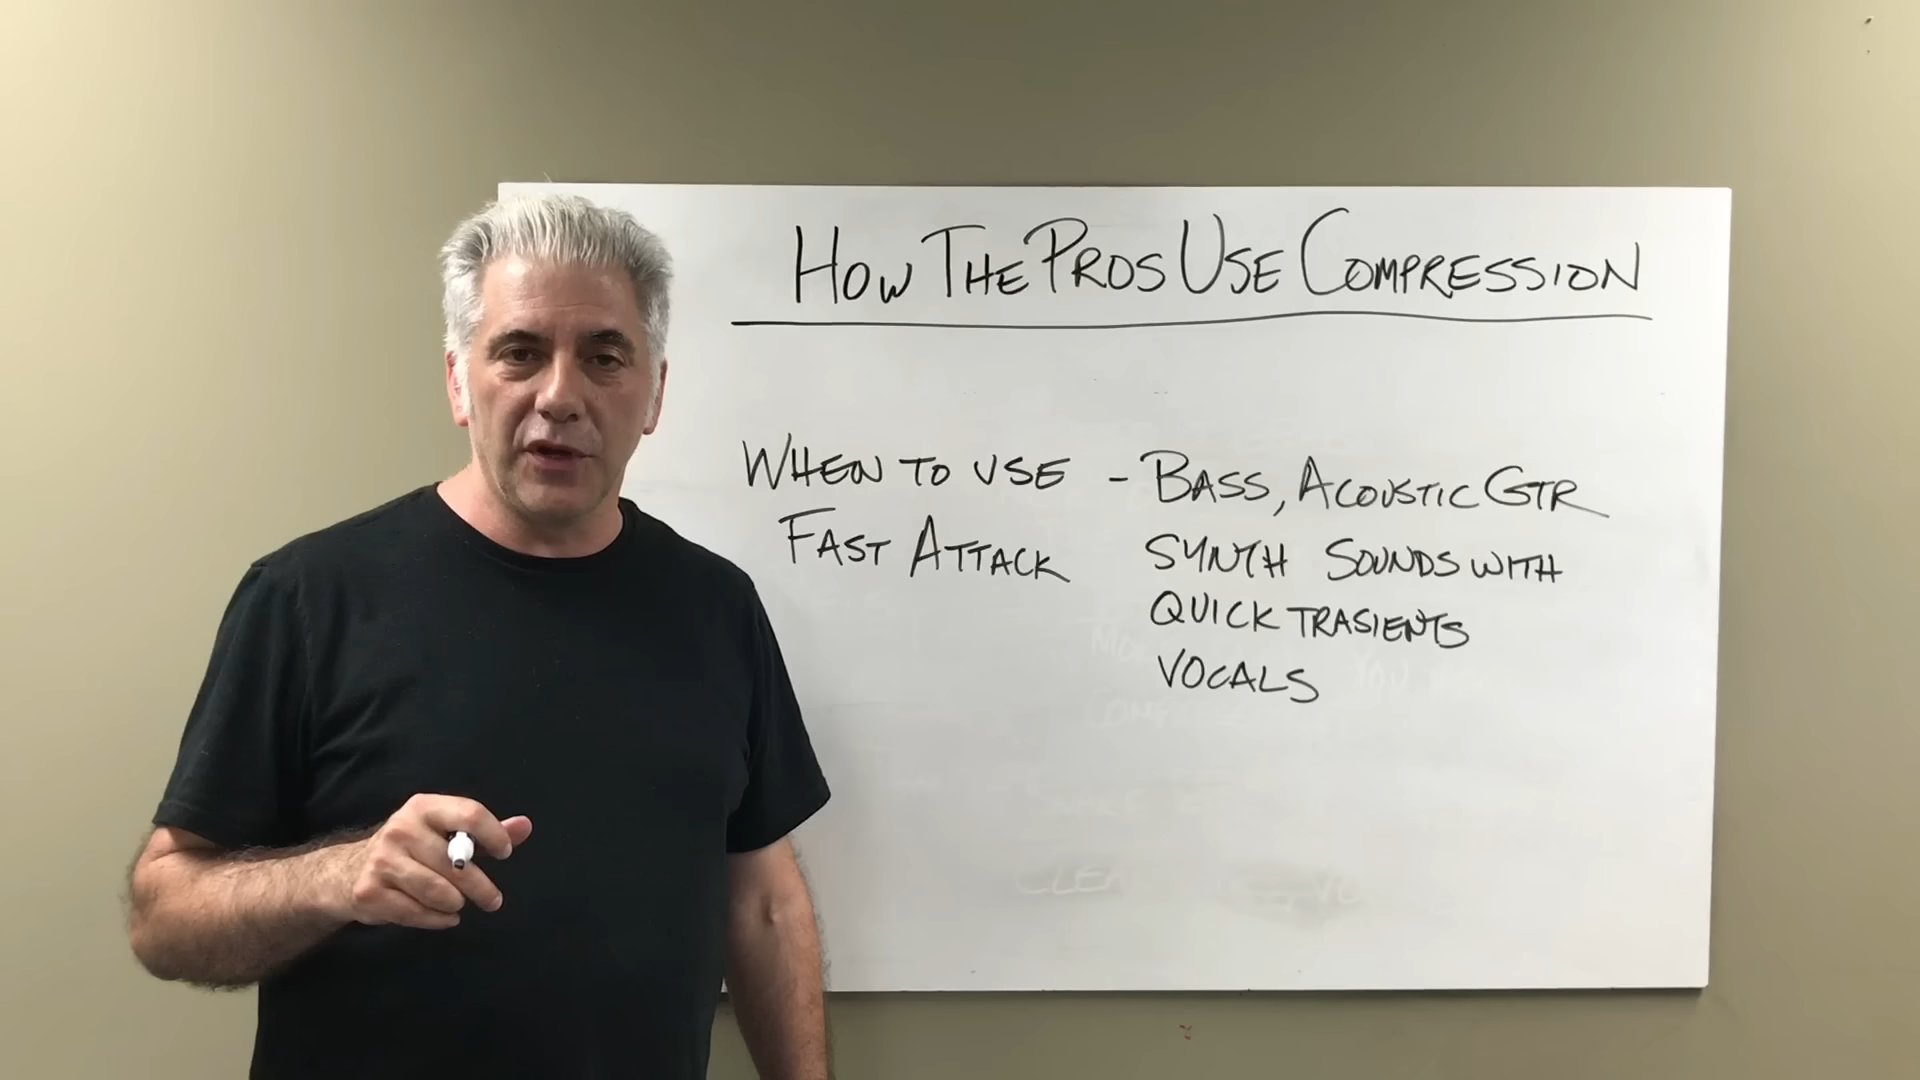 How The Pros Use Compression
When to use - Bass, Acoustic Gtr
Fast Attack Synth Sounds with
quick trasients
vocals